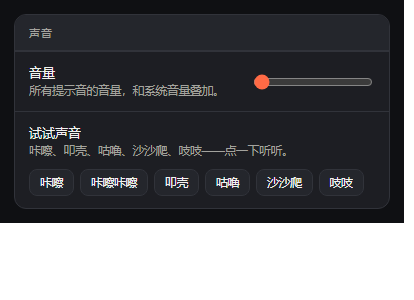 声音
音量
所有提示音的音量，和系统音量叠加。
试试声音
咔嚓、叩壳、咕噜、沙沙爬、吱吱——点一下听听。
咔嚓 咔嚓咔嚓 叩壳 咕噜 沙沙爬 吱吱